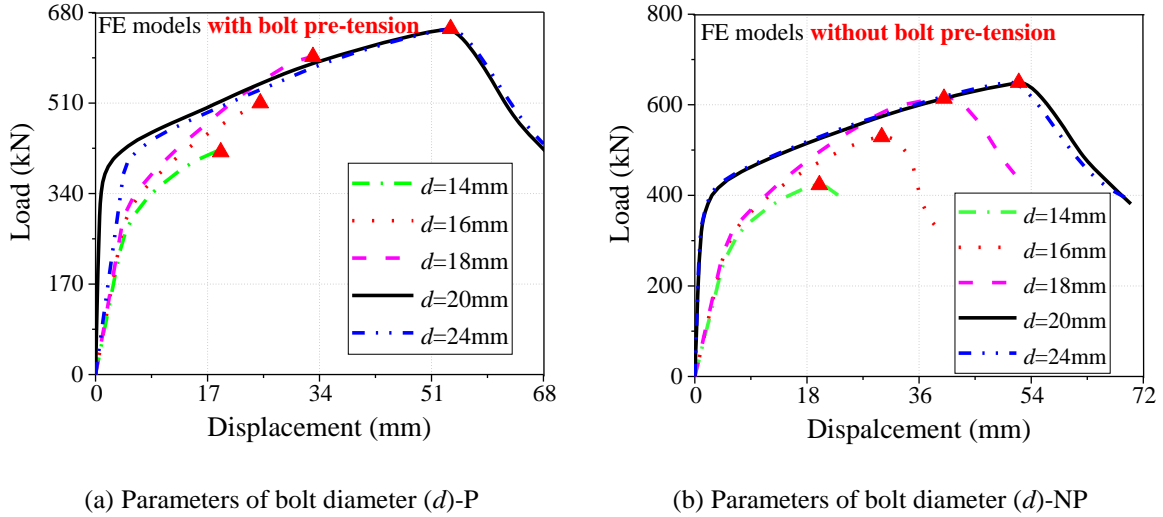 FE models with bolt pre-tension
680
510
340
170
0
Load (kN)
d=14mm
d=16mm
d=18mm
d=20mm
d=24mm
0 17 34 51 68
Displacement (mm)
(a) Parameters of bolt diameter (d)-P
FE models without bolt pre-tension
800
600
400
200
0
Load (kN)
d=14mm
d=16mm
d=18mm
d=20mm
d=24mm
0 18 36 54 72
Dispalcement (mm)
(b) Parameters of bolt diameter (d)-NP